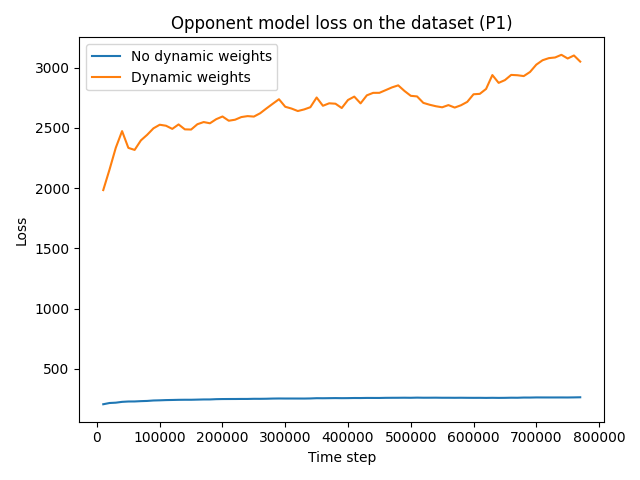 Opponent model loss on the dataset (P1)
No dynamic weights
Dynamic weights
3000
2500
2000
1500
1000
500
Loss
0 100000 200000 300000 400000 500000 600000 700000 800000
Time step